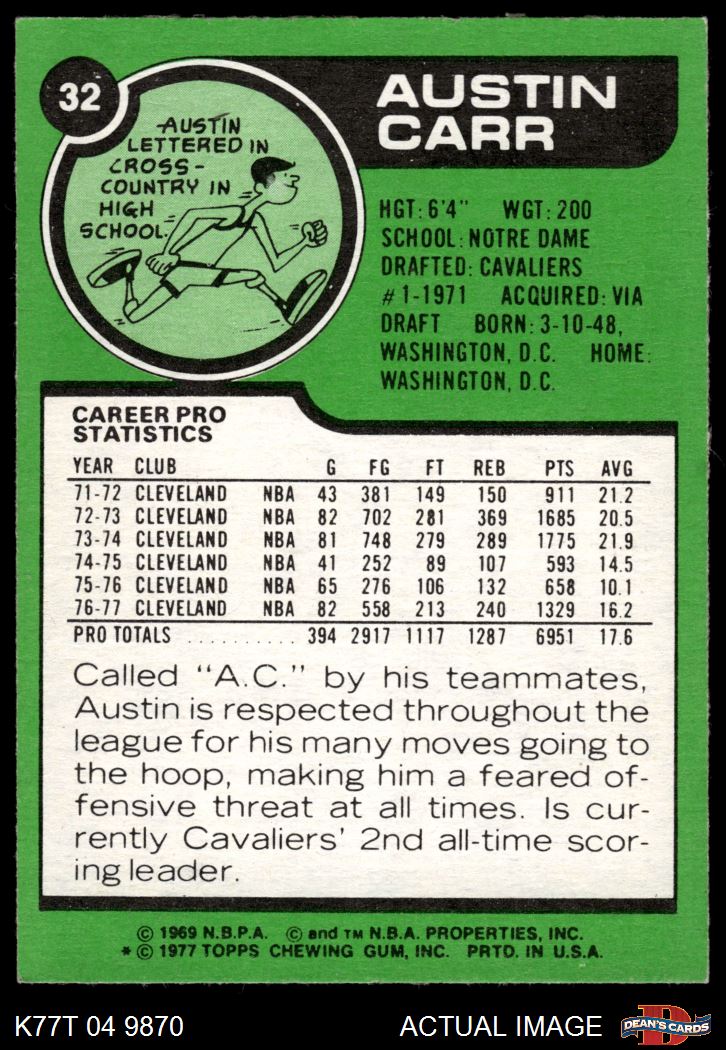 32
AUSTIN
CARR
AUSTIN
LETTERED IN
CROSS-
COUNTRY IN
HIGH
SCHOOL.
HGT: 6'4" WGT: 200
SCHOOL: NOTRE DAME
DRAFTED: CAVALIERS
#1-1971 ACQUIRED: VIA
DRAFT BORN: 3-10-48,
WASHINGTON, D.C. HOME:
WASHINGTON, D.C.
CAREER PRO
STATISTICS
YEAR CLUB G FG FT REB PTS AVG
71-72 CLEVELAND NBA 43 381 149 150 911 21.2
72-73 CLEVELAND NBA 82 702 281 369 1685 20.5
73-74 CLEVELAND NBA 81 748 279 289 1775 21.9
74-75 CLEVELAND NBA 41 252 89 107 593 14.5
75-76 CLEVELAND NBA 65 276 106 132 658 10.1
76-77 CLEVELAND NBA 82 558 213 240 1329 16.2
PRO TOTALS .......... 394 2917 1117 1287 6951 17.6
Called "A.C." by his teammates,
Austin is respected throughout the
league for his many moves going to
the hoop, making him a feared of-
fensive threat at all times. Is cur-
rently Cavaliers' 2nd all-time scor-
ing leader.
© 1969 N.B.P.A. © and TM N.B.A. PROPERTIES, INC.
* © 1977 TOPPS CHEWING GUM, INC. PRTD. IN U.S.A.
K77T 04 9870 ACTUAL IMAGE
D
DEAN'S CARDS